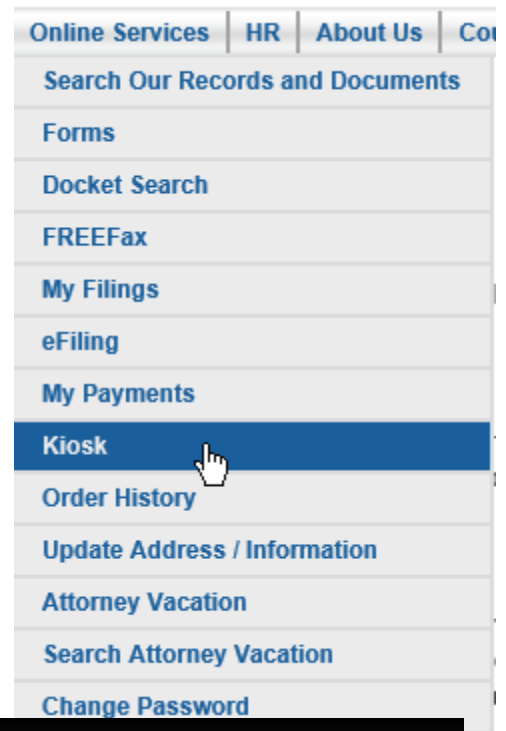 Online Services HR About Us
Search Our Records and Documents
Forms
Docket Search
FREEFax
My Filings
eFiling
My Payments
Kiosk
Order History
Update Address / Information
Attorney Vacation
Search Attorney Vacation
Change Password